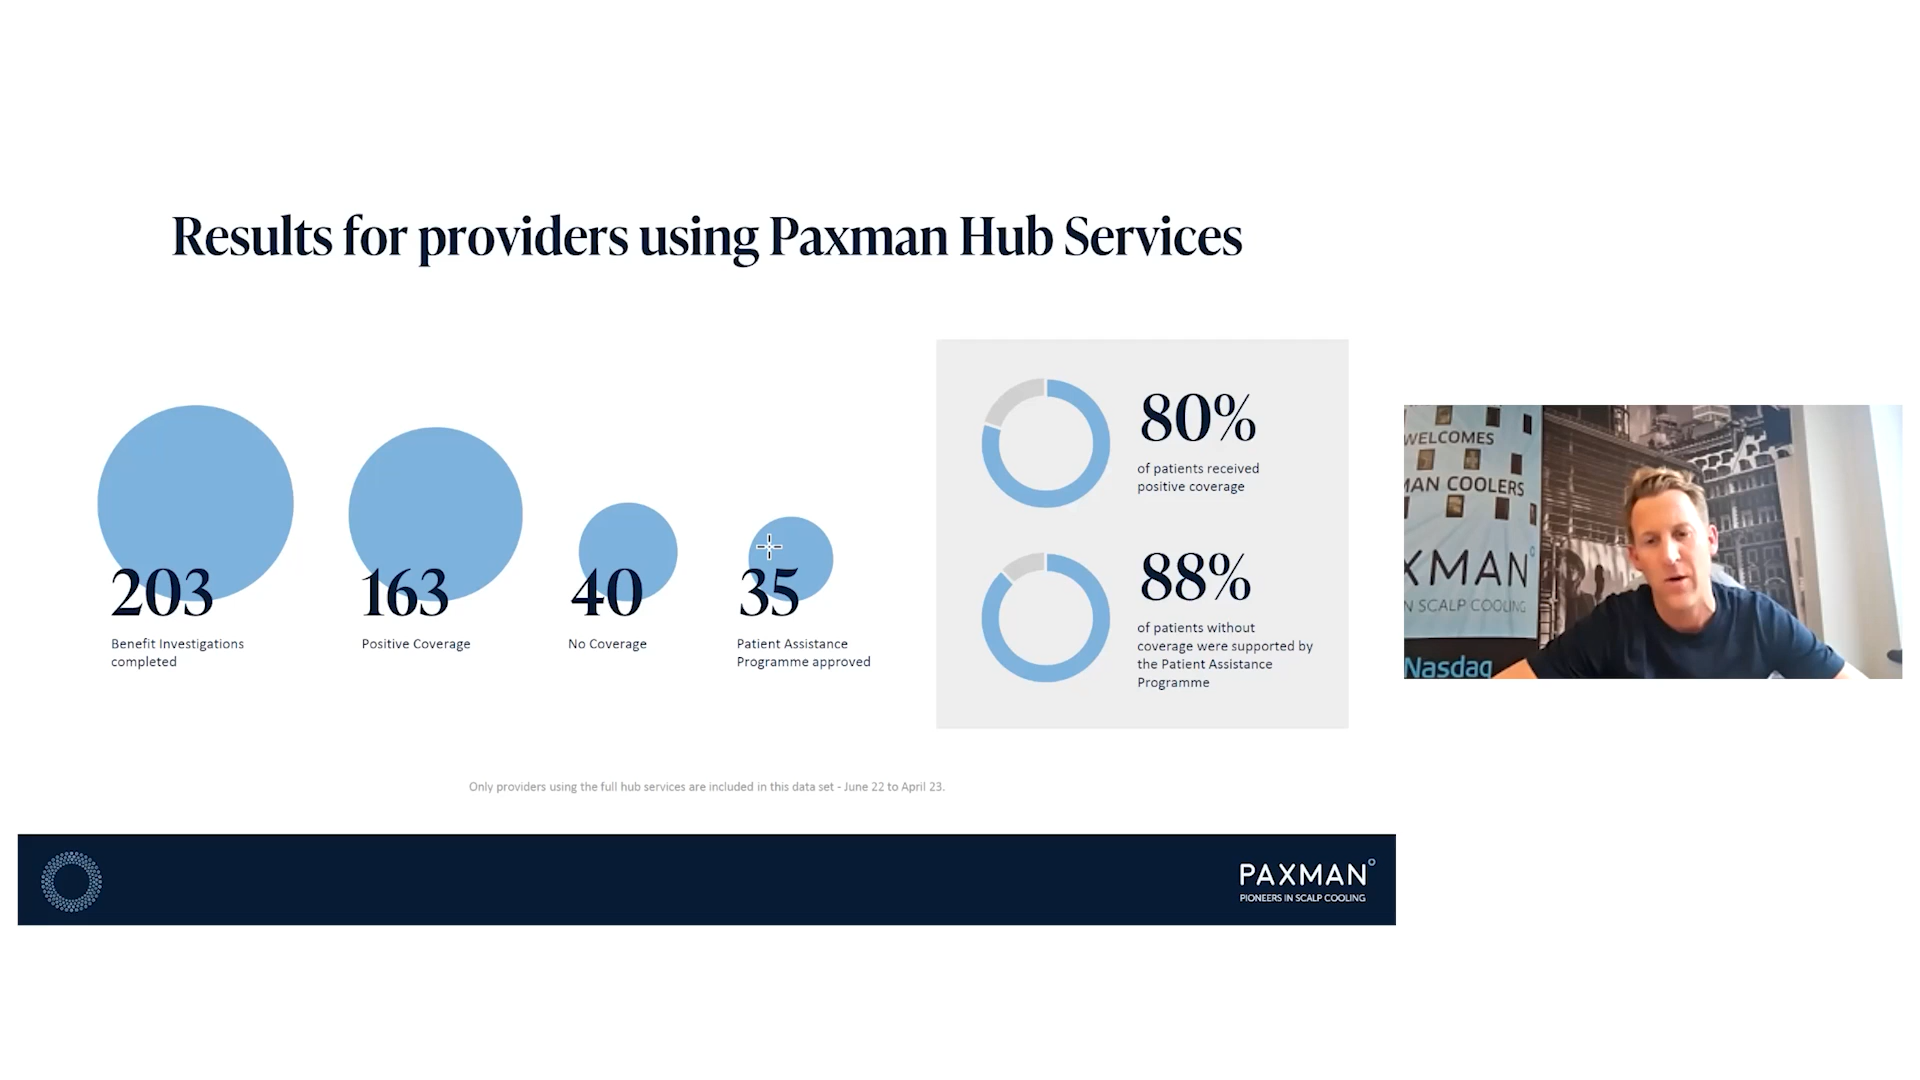 Results for providers using Paxman Hub Services
203
Benefit Investigations
completed
163
Positive Coverage
40
No Coverage
35
Patient Assistance
Programme approved
80%
of patients received
positive coverage
88%
of patients without
coverage were supported by
the Patient Assistance
Programme
WELCOMES
MAN COOLERS
XMAN
N SCALP COOLING
Nasdaq
Only providers using the full hub services are included in this data set - June 22 to April 23.
PAXMAN
PIONEERS IN SCALP COOLING